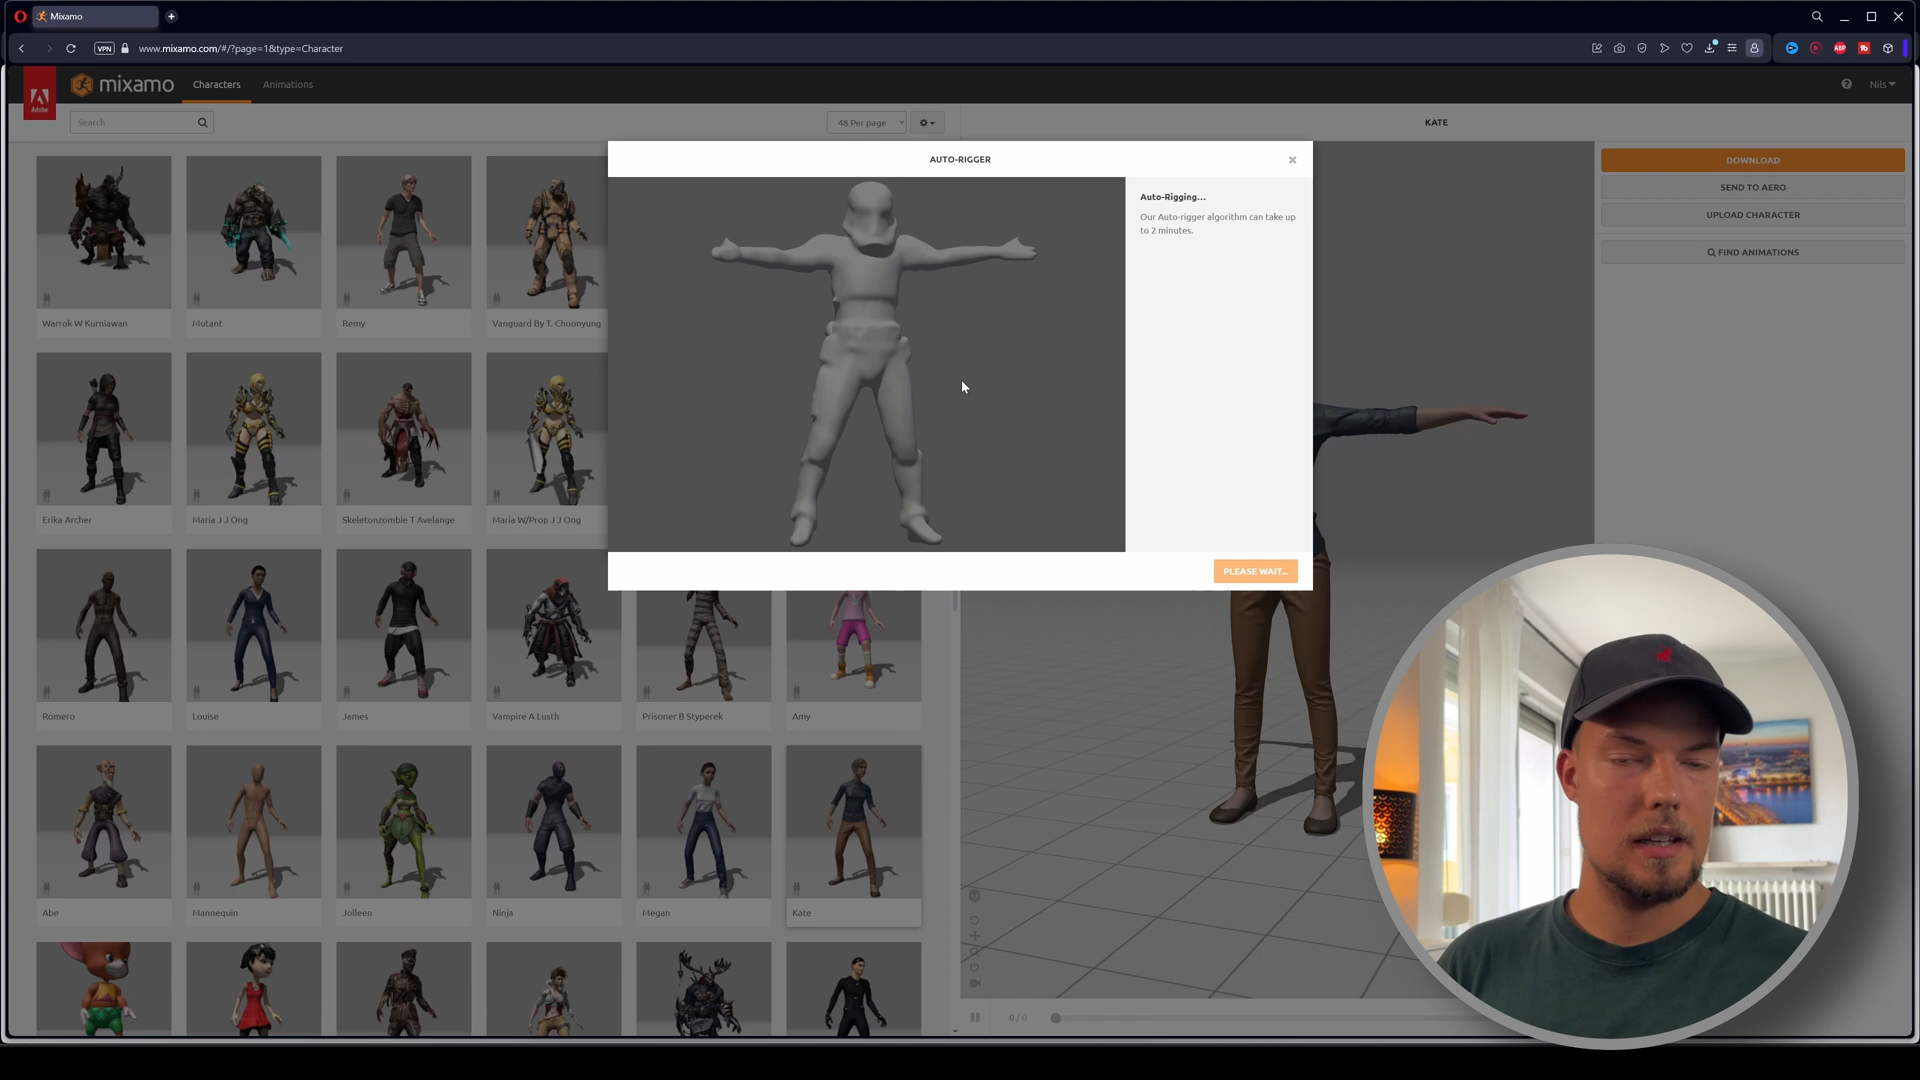 Mixamo
VPN
www.mixamo.com/#/?page=1&type=Character
ABP
Adobe
mixamo
Characters
Animations
Nils
Search
48 Per page
KATE
AUTO-RIGGER
DOWNLOAD
SEND TO AERO
UPLOAD CHARACTER
FIND ANIMATIONS
Auto-Rigging...
Our Auto-rigger algorithm can take up
to 2 minutes.
PLEASE WAIT...
Warrok W Kurniawan
Mutant
Remy
Vanguard By T. Choonyung
Erika Archer
Maria J J Ong
Skeletonzombie T Avelange
Maria W/Prop J J Ong
Romero
Louise
James
Vampire A Lusth
Prisoner B Styperek
Amy
Abe
Mannequin
Jolleen
Ninja
Megan
Kate
0 / 0